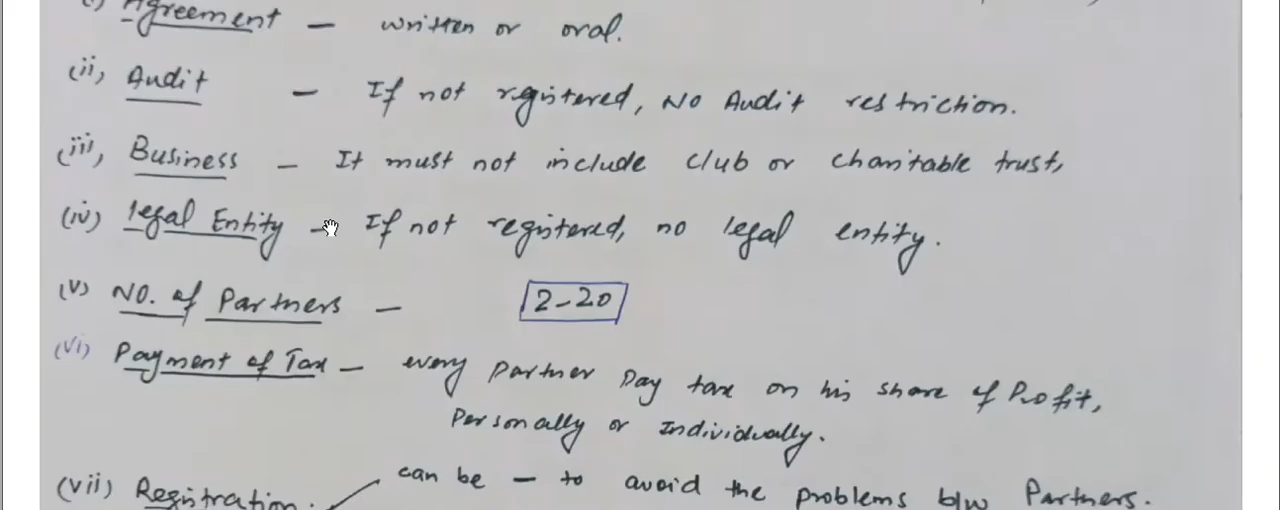 (i) Agreement - written or oral.
(ii) Audit - If not registered, No Audit restriction.
(iii) Business - It must not include club or charitable trust,
(iv) legal Entity - If not registered, no legal entity.
(v) NO. of Partners - 2-20
(vi) Payment of Tax - every partner pay tax on his share of Profit,
Personally or Individually.
(vii) Registration. can be - to avoid the problems b/w Partners.